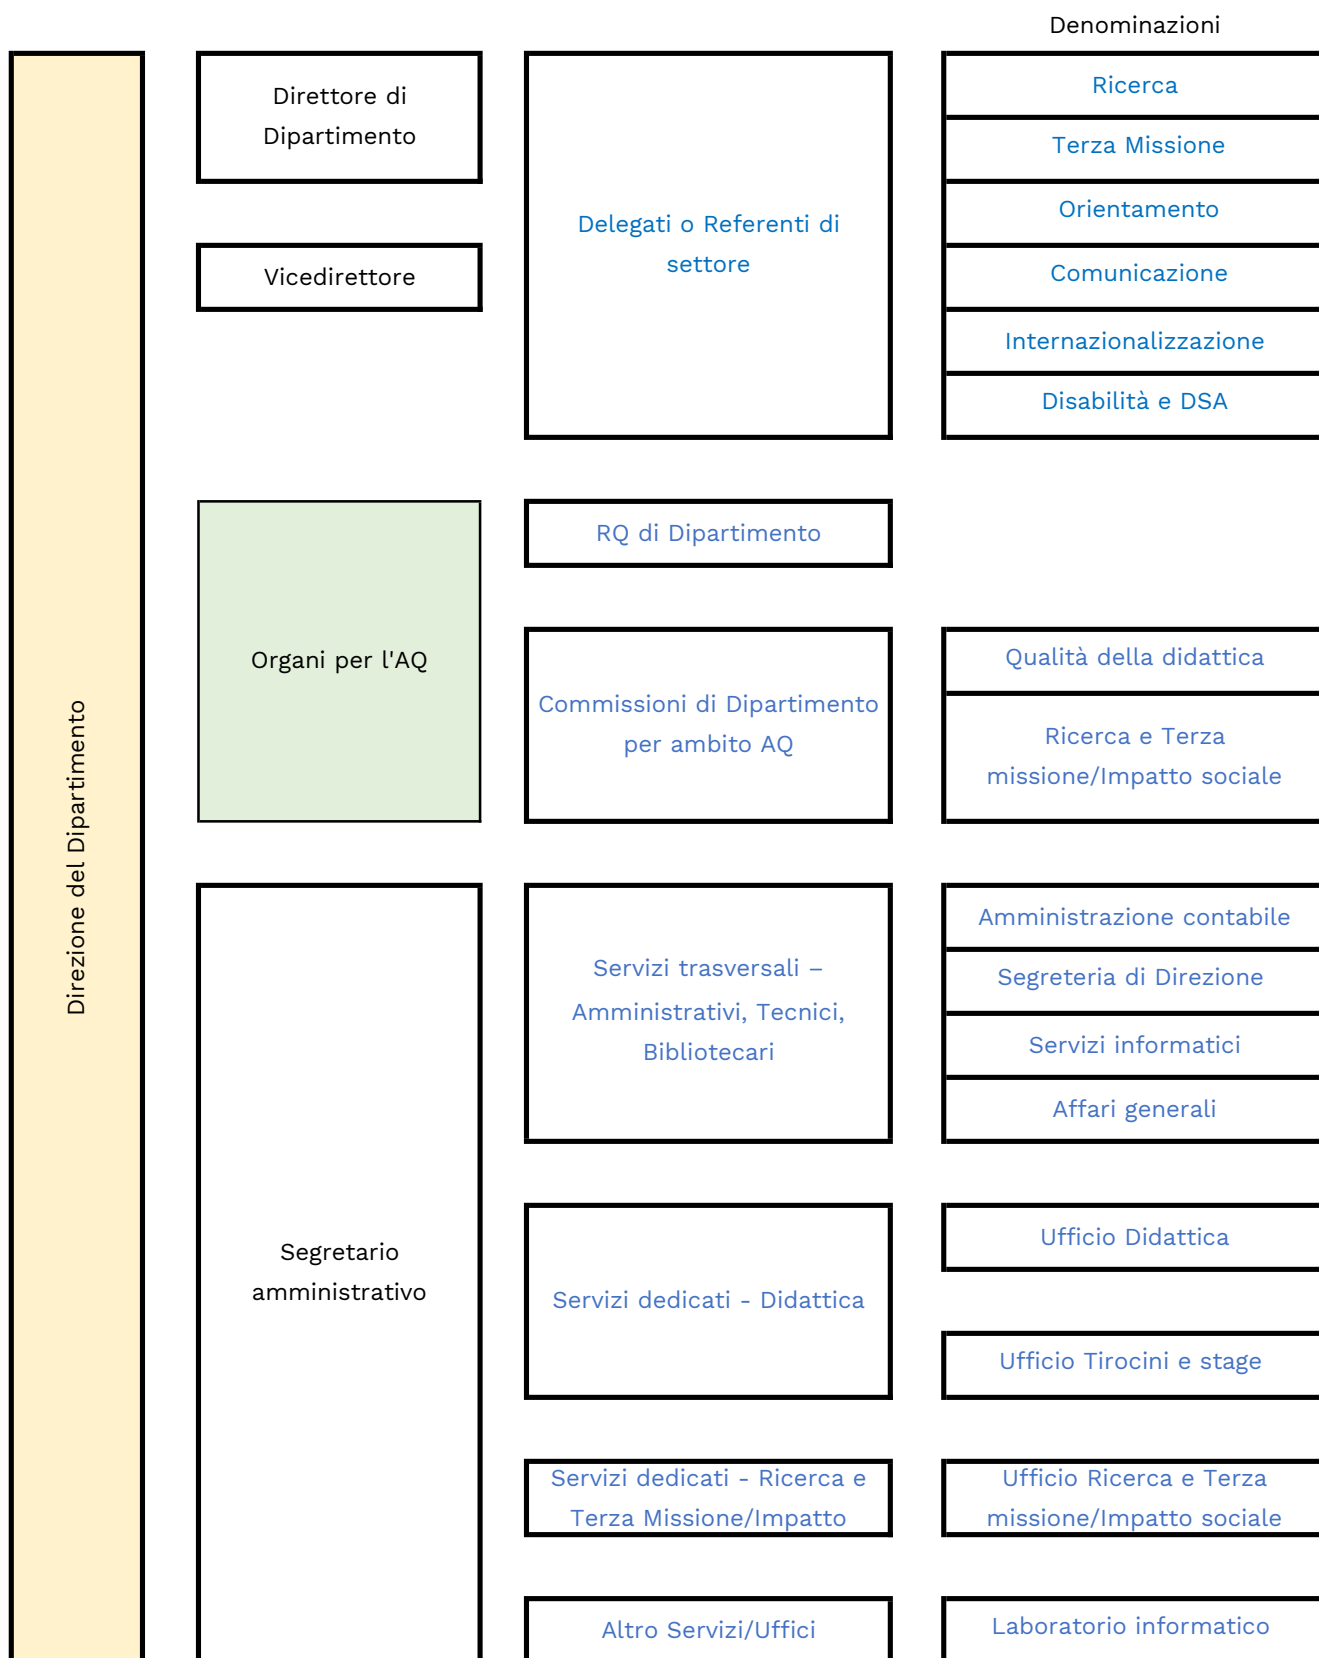 Denominazioni
Direzione del Dipartimento
Direttore di
Dipartimento
Vicedirettore
Delegati o Referenti di
settore
Ricerca
Terza Missione
Orientamento
Comunicazione
Internazionalizzazione
Disabilità e DSA
Organi per l'AQ
RQ di Dipartimento
Commissioni di Dipartimento
per ambito AQ
Qualità della didattica
Ricerca e Terza
missione/Impatto sociale
Segretario
amministrativo
Servizi trasversali –
Amministrativi, Tecnici,
Bibliotecari
Amministrazione contabile
Segreteria di Direzione
Servizi informatici
Affari generali
Servizi dedicati - Didattica
Ufficio Didattica
Ufficio Tirocini e stage
Servizi dedicati - Ricerca e
Terza Missione/Impatto
Ufficio Ricerca e Terza
missione/Impatto sociale
Altro Servizi/Uffici
Laboratorio informatico